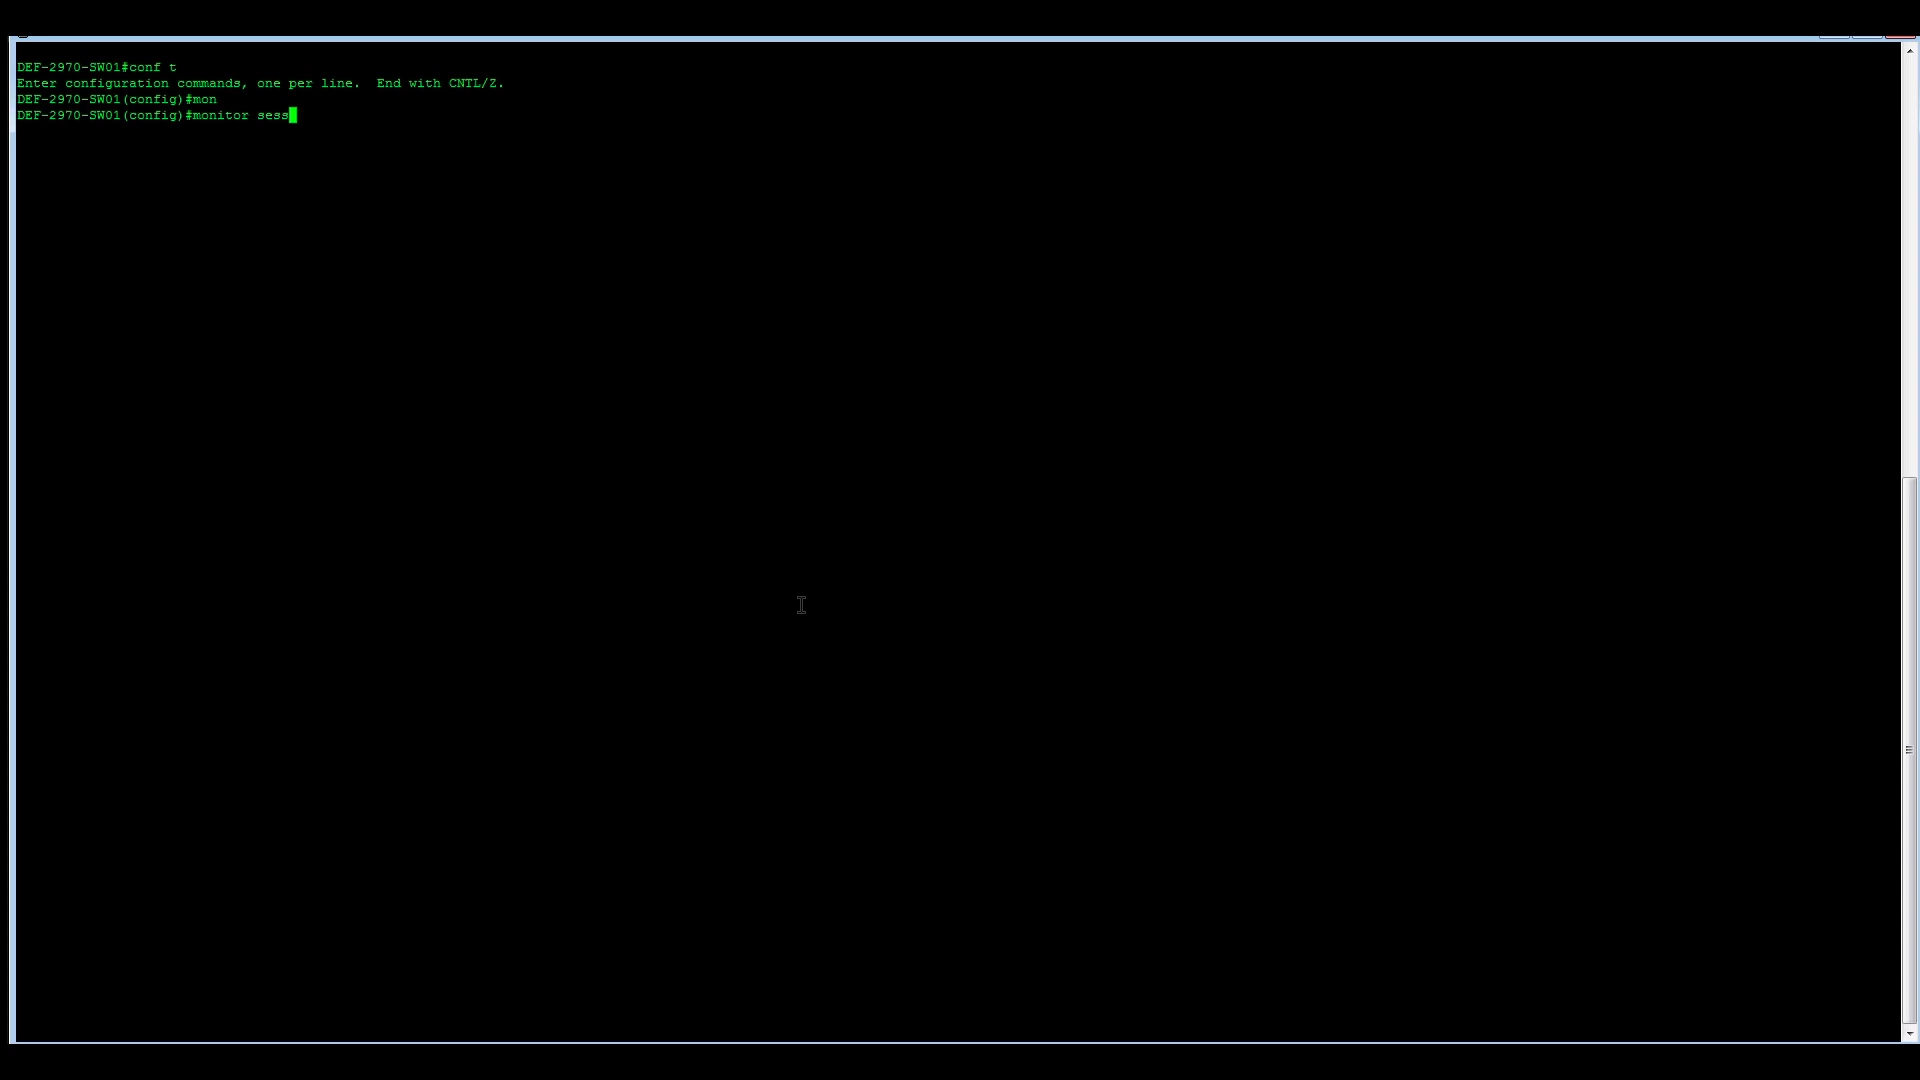 DEF-2970-SW01#conf t
Enter configuration commands, one per line.  End with CNTL/Z.
DEF-2970-SW01(config)#mon
DEF-2970-SW01(config)#monitor sess